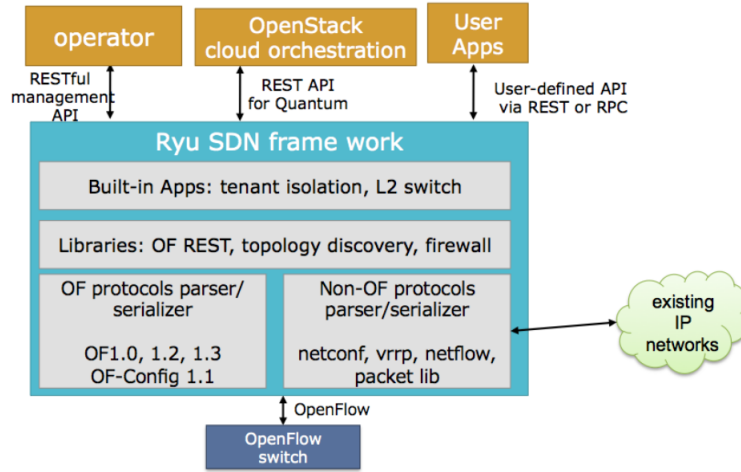 operator
OpenStack
cloud orchestration
User
Apps
RESTful
management
API
REST API
for Quantum
User-defined API
via REST or RPC
Ryu SDN frame work
Built-in Apps: tenant isolation, L2 switch
Libraries: OF REST, topology discovery, firewall
OF protocols parser/
serializer
OF1.0, 1.2, 1.3
OF-Config 1.1
Non-OF protocols
parser/serializer
netconf, vrrp, netflow,
packet lib
existing
IP
networks
OpenFlow
OpenFlow
switch